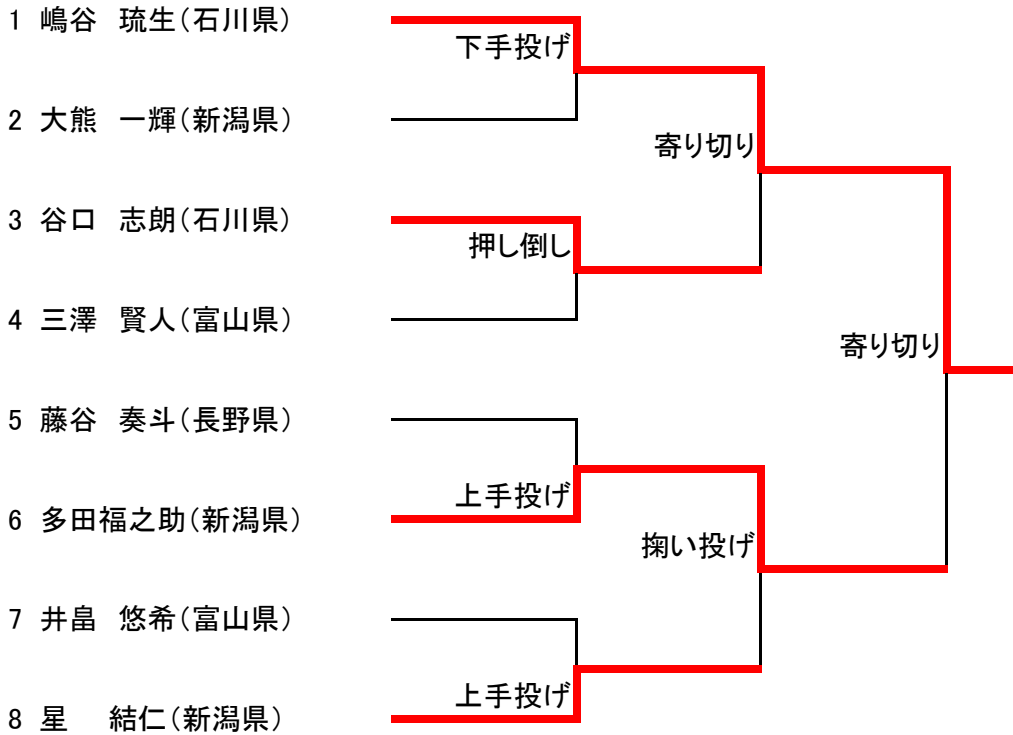 1 嶋谷　琉生(石川県)
下手投げ
2 大熊　一輝(新潟県)
寄り切り
3 谷口　志朗(石川県)
押し倒し
4 三澤　賢人(富山県)
寄り切り
5 藤谷　奏斗(長野県)
上手投げ
6 多田福之助(新潟県)
掬い投げ
7 井畠　悠希(富山県)
上手投げ
8 星　　結仁(新潟県)